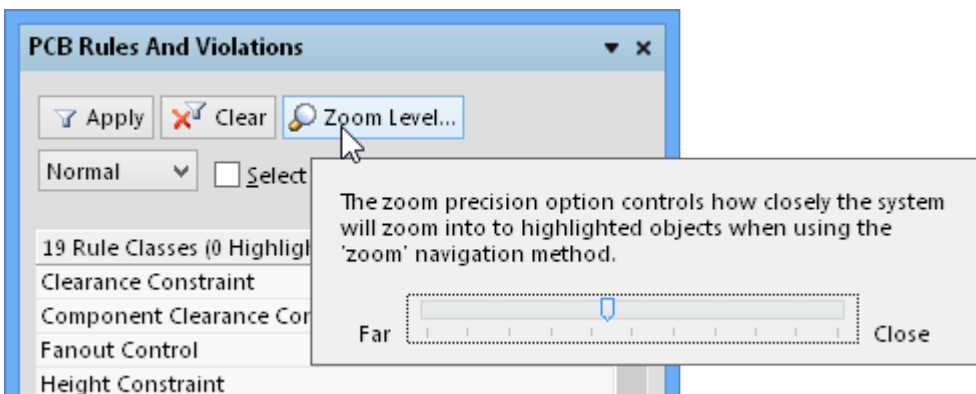 PCB Rules And Violations
Apply Clear Zoom Level...
Normal Select
The zoom precision option controls how closely the system
will zoom into to highlighted objects when using the
'zoom' navigation method.
Far Close
19 Rule Classes (0 Highligh
Clearance Constraint
Component Clearance Cor
Fanout Control
Height Constraint